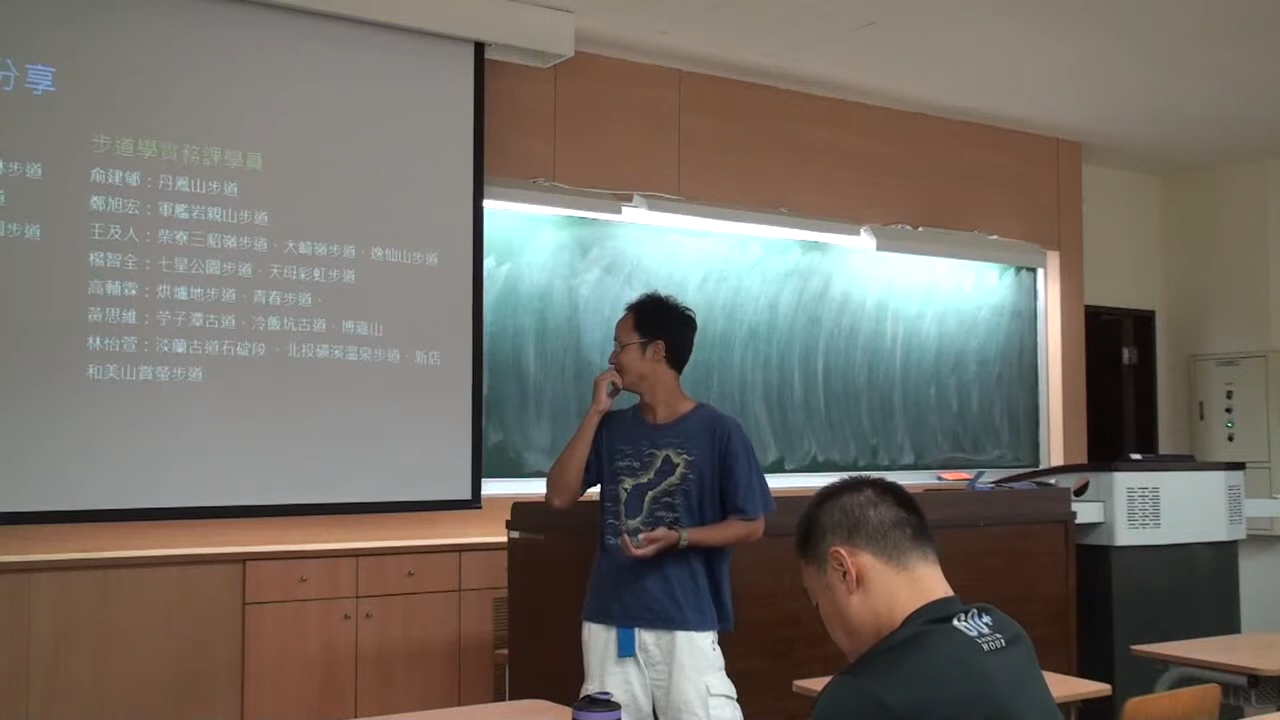 分享
林步道
道
園步道
步道學實務課學員
俞建郇：丹鳳山步道
鄭旭宏：軍艦岩親山步道
王及人：柴寮三貂嶺步道、大崎嶺步道、逸仙山步道
楊智全：七星公園步道、天母彩虹步道
高輔霖：烘爐地步道、青春步道、
黃思維：苧子潭古道、冷飯坑古道、博嘉山
林怡萱：淡蘭古道石碇段、北投磺溪溫泉步道、新店
和美山賞螢步道
60+
EARTH
HOUR